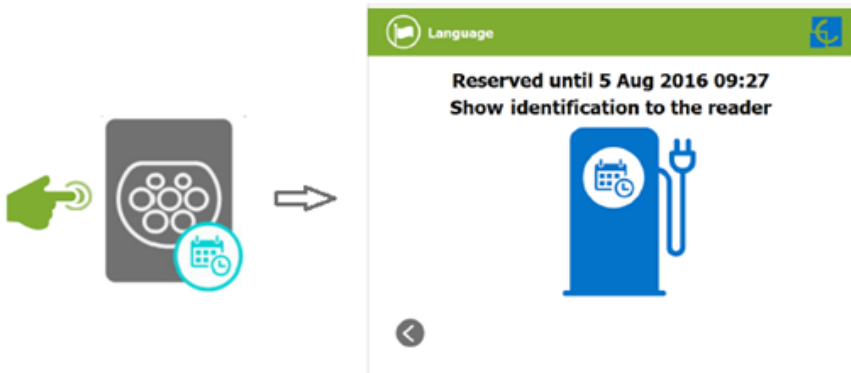 Language
Reserved until 5 Aug 2016 09:27
Show identification to the reader